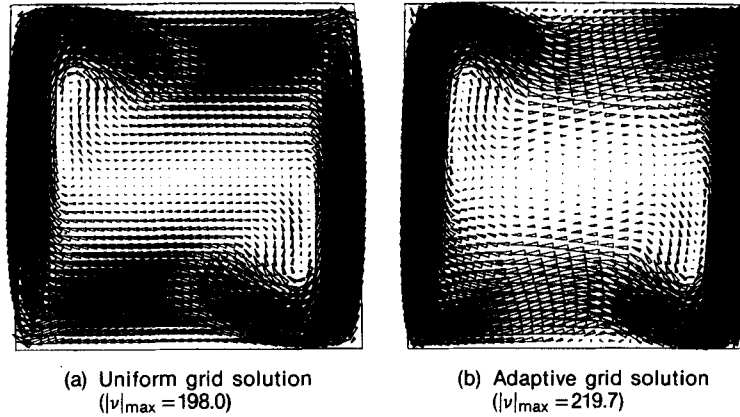 (a) Uniform grid solution
(|ν|max = 198.0)
(b) Adaptive grid solution
(|ν|max = 219.7)